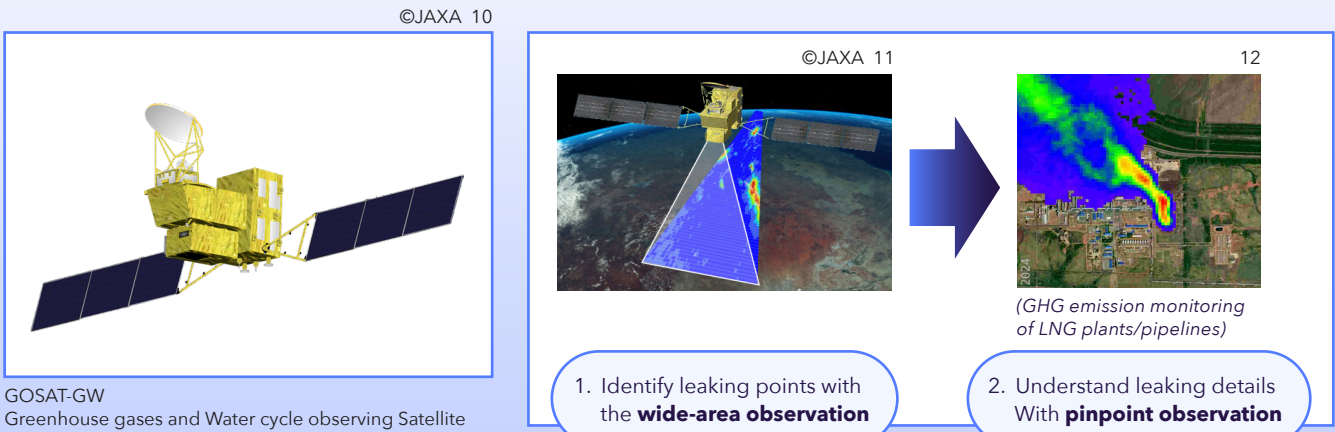 ©JAXA 10
GOSAT-GW
Greenhouse gases and Water cycle observing Satellite
©JAXA 11
12
2024
(GHG emission monitoring
of LNG plants/pipelines)
1. Identify leaking points with
the wide-area observation
2. Understand leaking details
With pinpoint observation